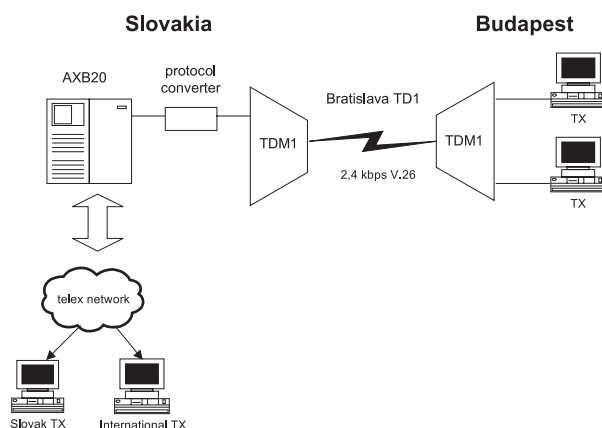 Slovakia
Budapest
AXB20
protocol
converter
TDM1
Bratislava TD1
2,4 kbps V.26
TDM1
TX
TX
telex network
Slovak TX
International TX